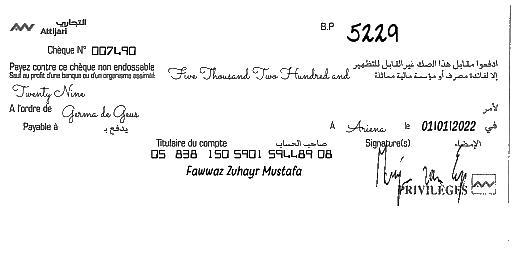 التجاري
Attijari
B.P 5229
Chèque N° 007490
Payez contre ce chèque non endossable
Sauf au profit d'une banque ou d'un organisme assimilé
Five Thousand Two Hundred and
ادفعوا مقابل هذا الصك غير القابل للتظهير
إلا لفائدة مصرف أو مؤسسة مالية مماثلة
Twenty Nine
A l'ordre de Germa de Geus لأمر
Payable à يدفع بـ
A Ariena le 01/01/2022 في
Titulaire du compte صاحب الحساب
Signature(s) الإمضاء
05 838 150 5901 594489 08
Fawwaz Zuhayr Mustafa
PRIVILÈGES